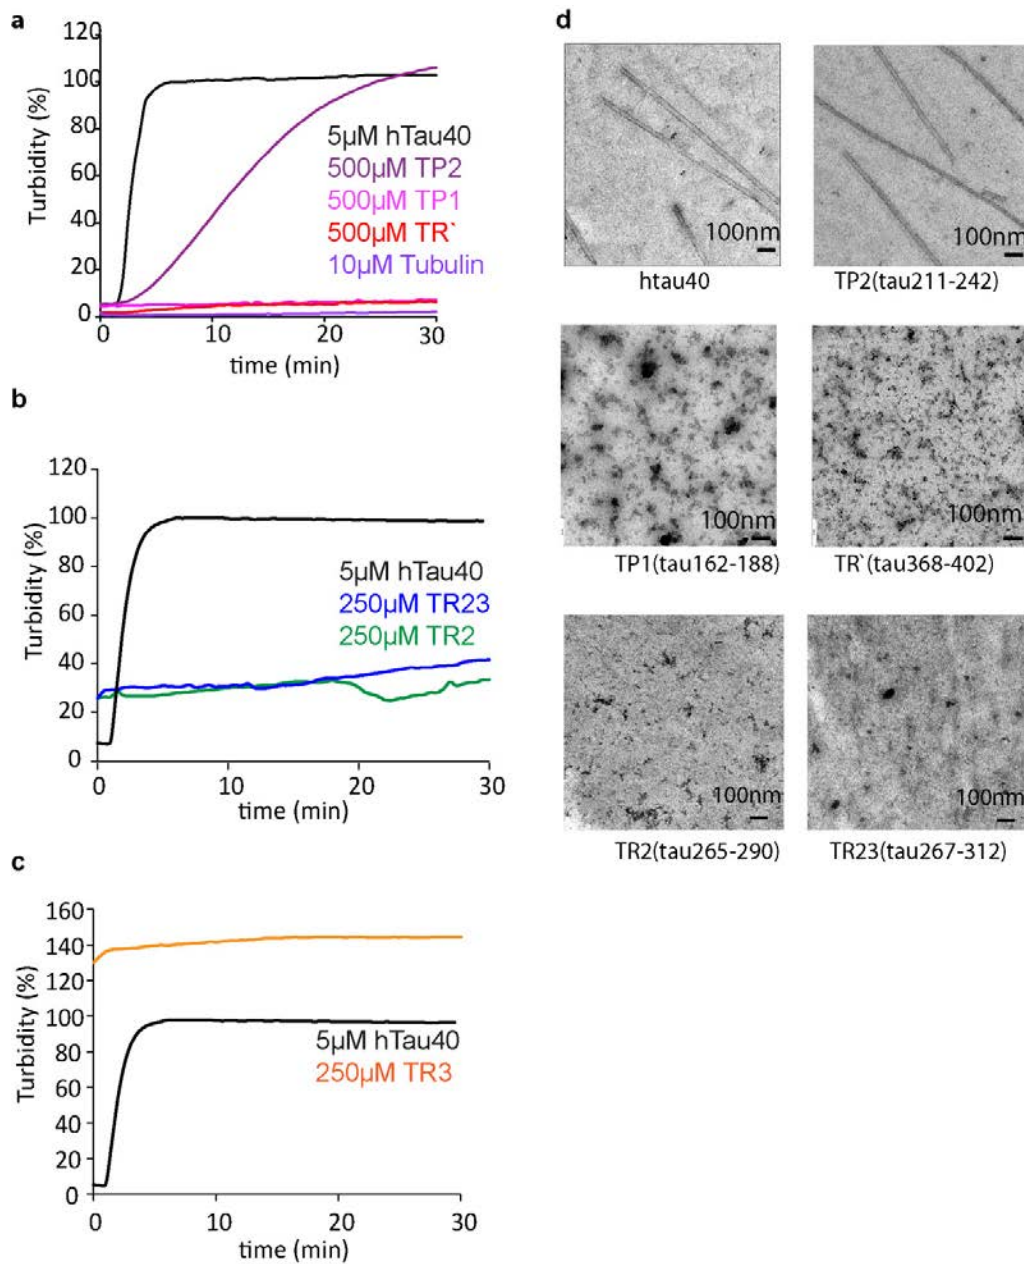 a
120
100
80
60
40
20
0
Turbidity (%)
5µM hTau40
500µM TP2
500µM TP1
500µM TR`
10µM Tubulin
0 10 20 30
time (min)
b
120
100
80
60
40
20
0
Turbidity (%)
5µM hTau40
250µM TR23
250µM TR2
0 10 20 30
time (min)
c
160
140
120
100
80
60
40
20
0
Turbidity (%)
5µM hTau40
250µM TR3
0 10 20 30
time (min)
d
100nm
100nm
htau40
TP2(tau211-242)
100nm
100nm
TP1(tau162-188)
TR`(tau368-402)
100nm
100nm
TR2(tau265-290)
TR23(tau267-312)